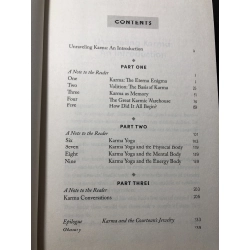 CONTENTS
Unraveling Karma: An Introduction
PART ONE
A Note to the Reader
One Karma: The Eternal Enigma
Two Volition: The Basis of Karma
Three Karma as Memory
Four The Great Karmic Warehouse
Five How Did It All Begin?
PART TWO
A Note to the Reader
Six Karma Yoga
Seven Karma Yoga and the Physical Body
Eight Karma Yoga and the Mental Body
Nine Karma Yoga and the Energy Body
PART THREE
A Note to the Reader
Karma Conversations
Epilogue Karma and the Courtesan's Jewelry
Glossary